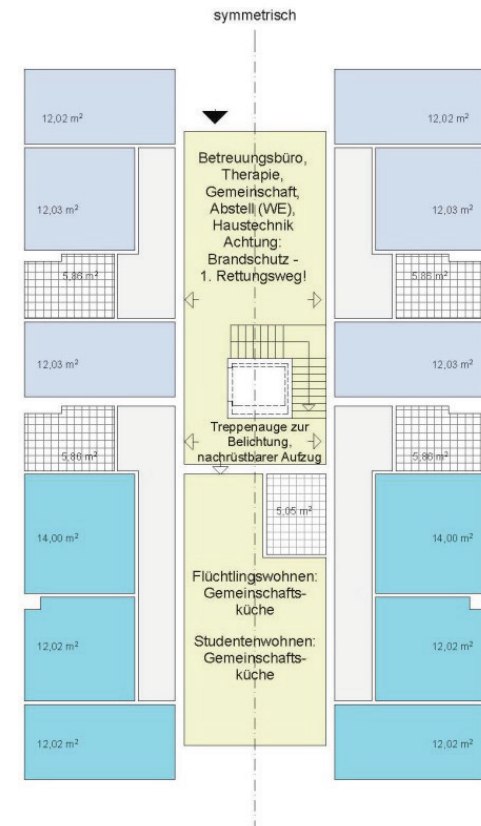 symmetrisch
12,02 m²
12,02 m²
Betreuungsbüro,
Therapie,
Gemeinschaft,
Abstell (WE),
Haustechnik
Achtung:
Brandschutz -
1. Rettungsweg!
12,03 m²
12,03 m²
5,86 m²
5,86 m²
12,03 m²
12,03 m²
Treppenauge zur
Belichtung,
nachrüstbarer Aufzug
5,86 m²
5,86 m²
5,05 m²
14,00 m²
14,00 m²
Flüchtlingswohnen:
Gemeinschafts-
küche
Studentenwohnen:
Gemeinschafts-
küche
12,02 m²
12,02 m²
12,02 m²
12,02 m²